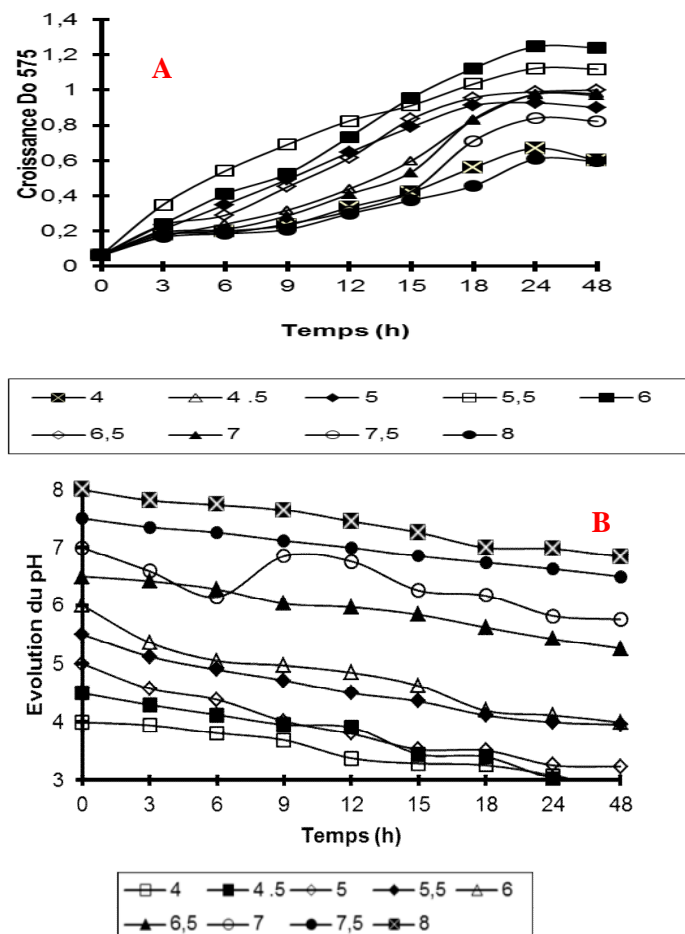 Croissance Do 575
1,4
1,2
1
0,8
0,6
0,4
0,2
0
A
0 3 6 9 12 15 18 24 48
Temps (h)
4 4 .5 5 5,5 6
6,5 7 7,5 8
Evolution du pH
8
7
6
5
4
3
B
0 3 6 9 12 15 18 24 48
Temps (h)
4 4 .5 5 5,5 6
6,5 7 7,5 8